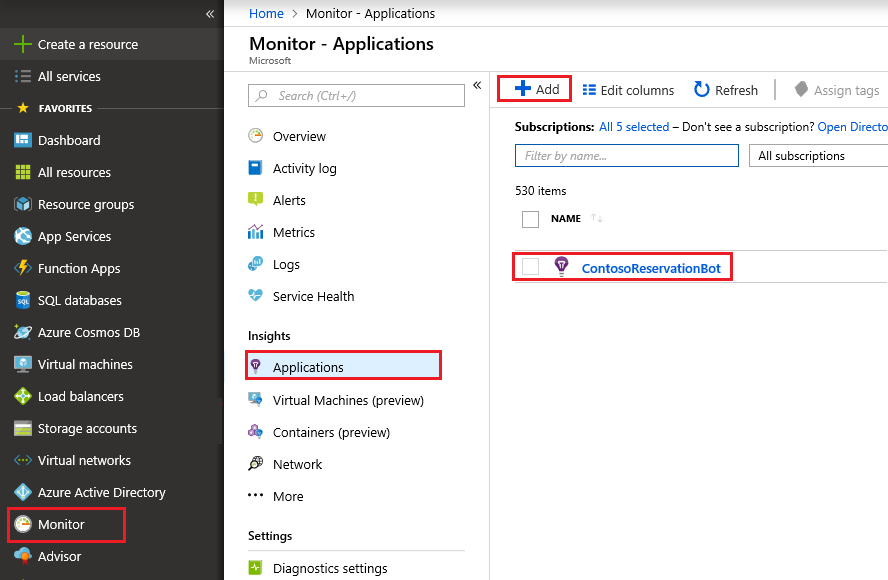 «
Create a resource
All services
FAVORITES
Dashboard
All resources
Resource groups
App Services
Function Apps
SQL databases
Azure Cosmos DB
Virtual machines
Load balancers
Storage accounts
Virtual networks
Azure Active Directory
Monitor
Advisor
Home > Monitor - Applications
Monitor - Applications
Microsoft
Search (Ctrl+/)
«
Overview
Activity log
Alerts
Metrics
Logs
Service Health
Insights
Applications
Virtual Machines (preview)
Containers (preview)
Network
More
Settings
Diagnostics settings
Add Edit columns Refresh Assign tags
Subscriptions: All 5 selected – Don't see a subscription? Open Directo
Filter by name... All subscriptions
530 items
NAME
ContosoReservationBot